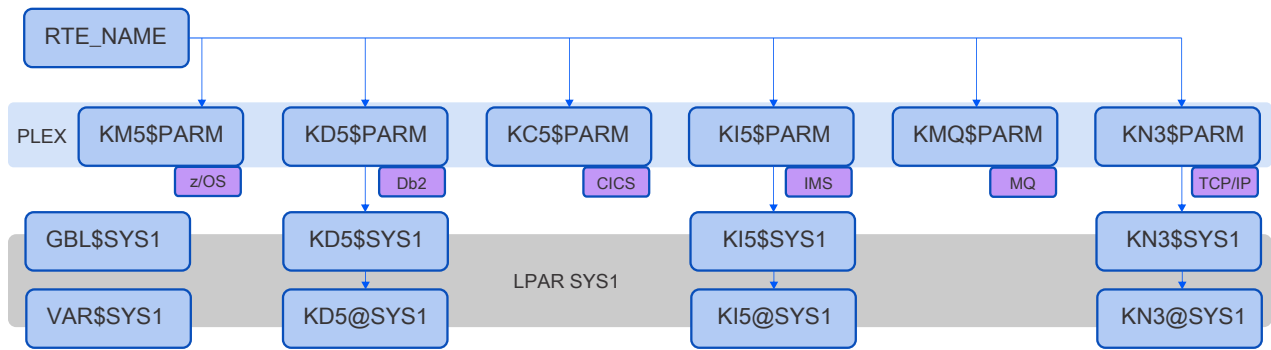 RTE_NAME
PLEX
KM5$PARM
KD5$PARM
KC5$PARM
KI5$PARM
KMQ$PARM
KN3$PARM
z/OS
Db2
CICS
IMS
MQ
TCP/IP
GBL$SYS1
KD5$SYS1
KI5$SYS1
KN3$SYS1
LPAR SYS1
VAR$SYS1
KD5@SYS1
KI5@SYS1
KN3@SYS1